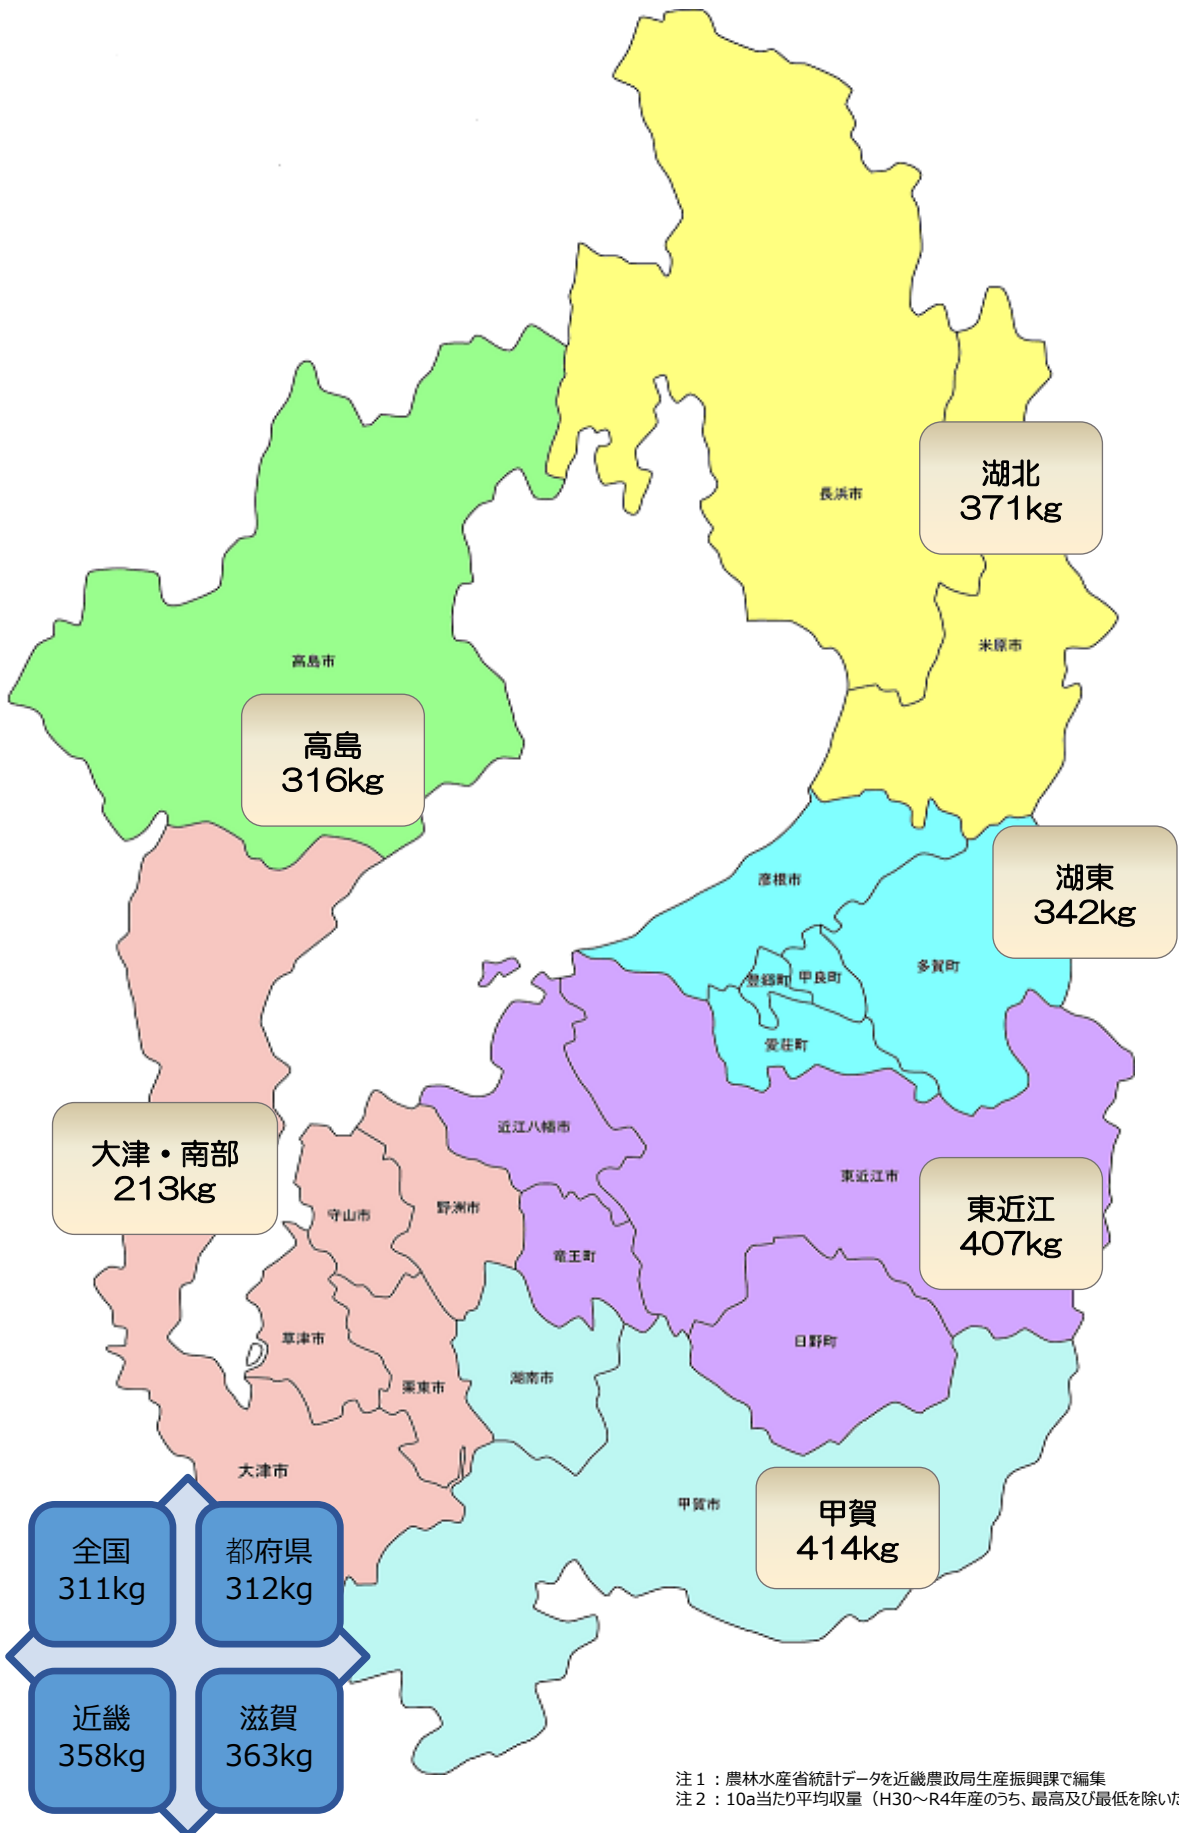 長浜市
湖北
371kg
米原市
高島市
高島
316kg
彦根市
湖東
342kg
多賀町
豊郷町
甲良町
愛荘町
近江八幡市
大津・南部
213kg
東近江市
東近江
407kg
守山市
野洲市
竜王町
日野町
草津市
栗東市
湖南市
大津市
甲賀市
甲賀
414kg
全国
311kg
都府県
312kg
近畿
358kg
滋賀
363kg
注１：農林水産省統計データを近畿農政局生産振興課で編集
注２：10a当たり平均収量（H30～R4年産のうち、最高及び最低を除いた